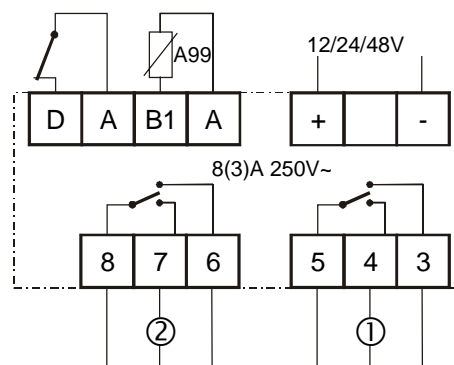 A99
12/24/48V
D A B1 A + -
8(3)A 250V~
8 7 6 5 4 3
② ①